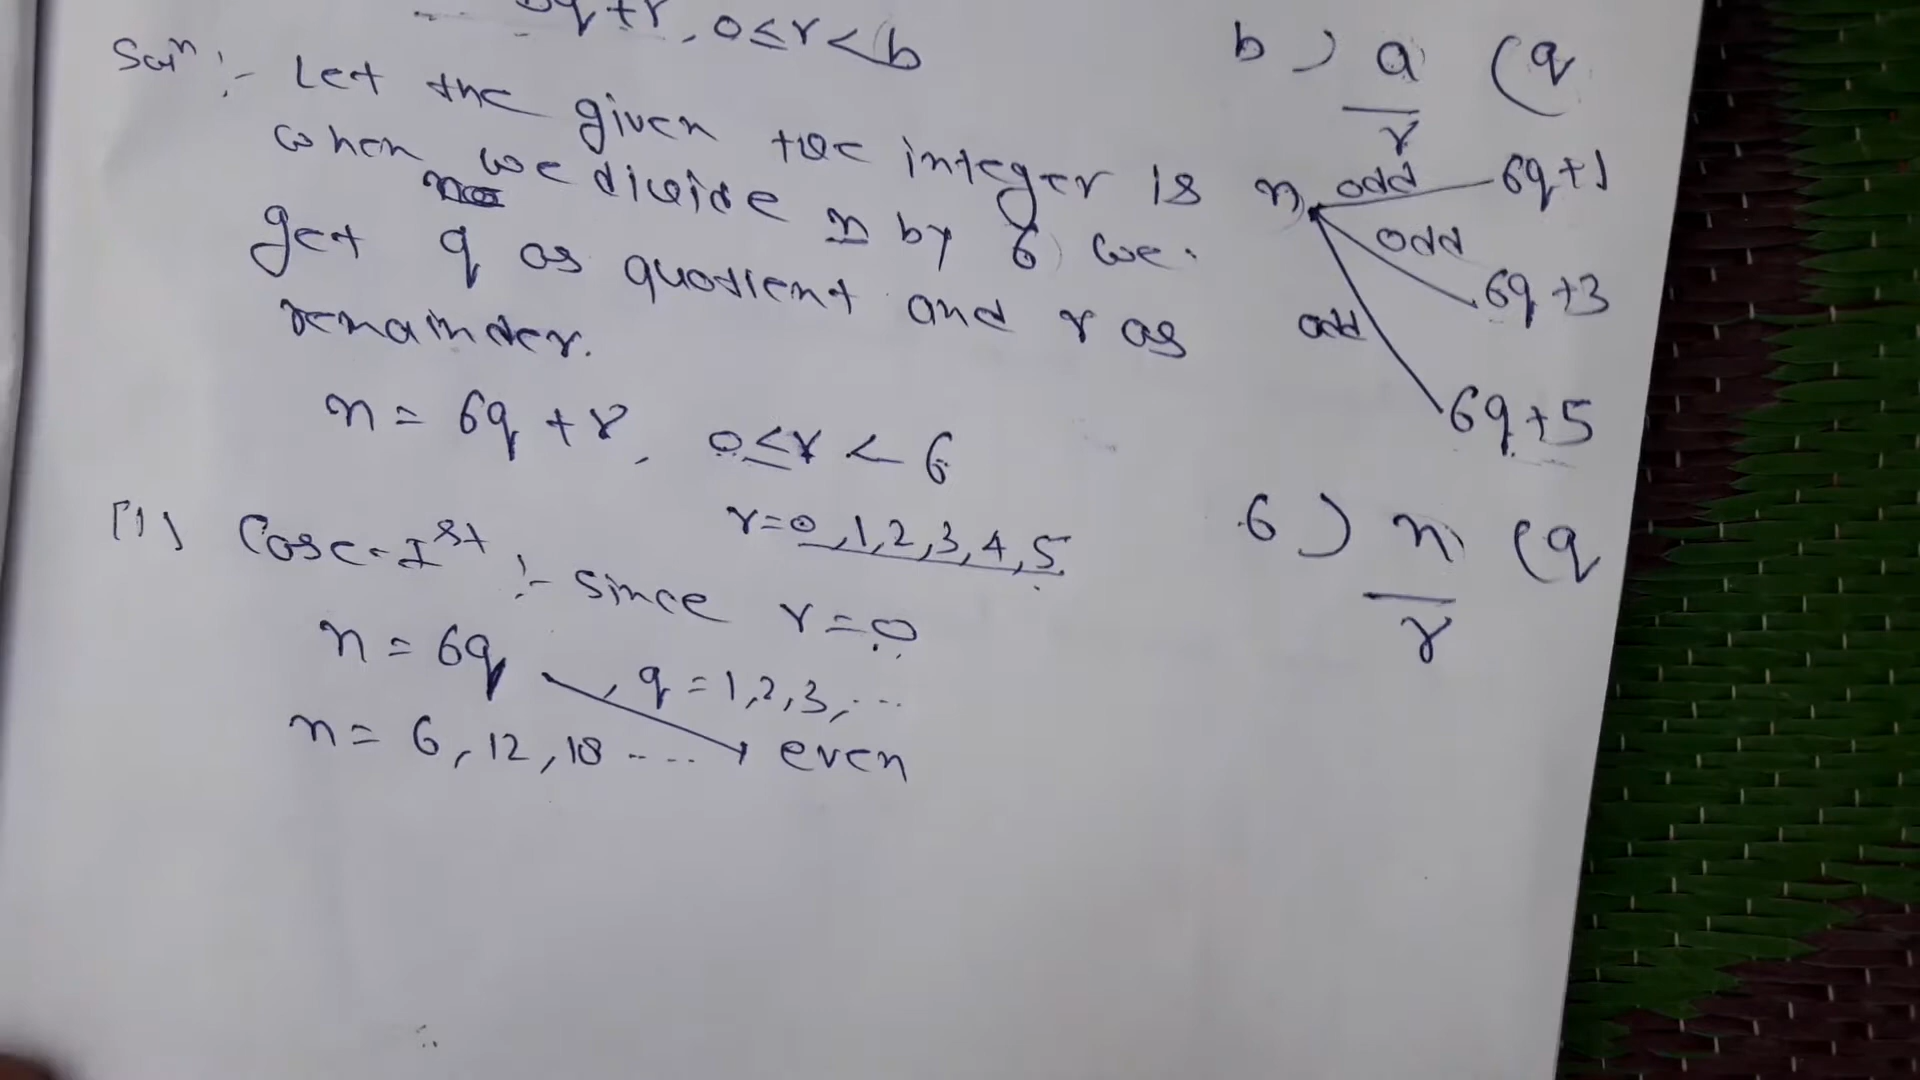 bq+r, 0≤r<b
Solⁿ :- Let the given +ve integer is n,
when we divide n by 6 we
get q as quotient and r as
remainder.
n = 6q + r, 0≤r < 6
r=0,1,2,3,4,5
(1) Case-Ist :- since r=0
n = 6q, q = 1,2,3,...
n = 6,12,18 .... even
b ) a ( q
r
odd 6q+1
odd 6q+3
odd 6q+5
6 ) n ( q
r